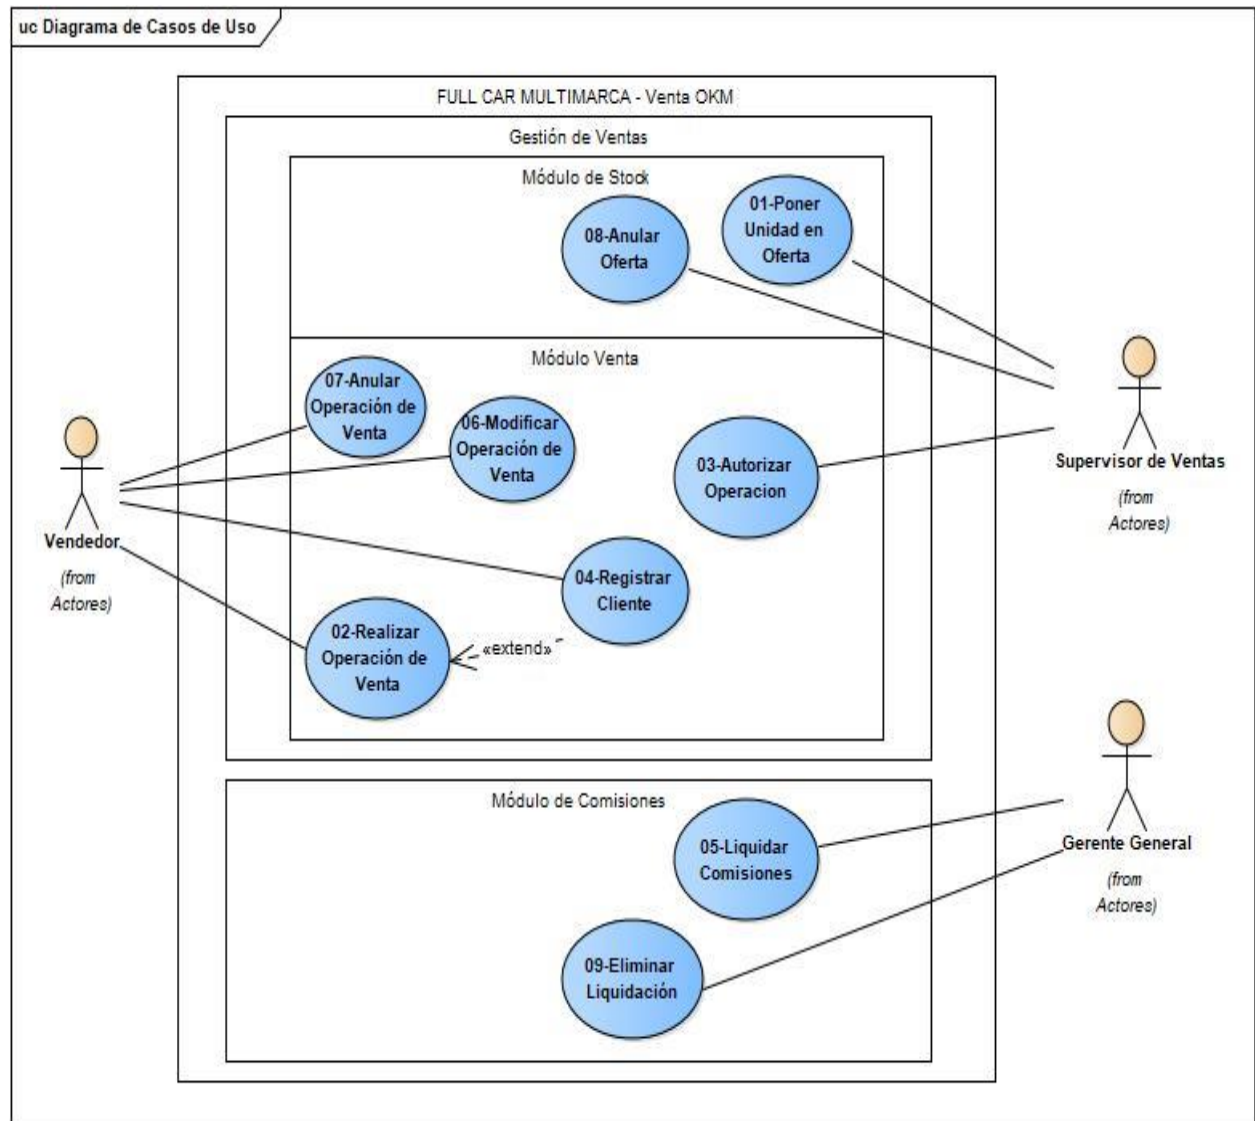 uc Diagrama de Casos de Uso
FULL CAR MULTIMARCA - Venta OKM
Gestión de Ventas
Módulo de Stock
08-Anular
Oferta
01-Poner
Unidad en
Oferta
Módulo Venta
07-Anular
Operación de
Venta
06-Modificar
Operación de
Venta
03-Autorizar
Operacion
04-Registrar
Cliente
02-Realizar
Operación de
Venta
«extend»
Vendedor
(from
Actores)
Supervisor de Ventas
(from
Actores)
Módulo de Comisiones
05-Liquidar
Comisiones
09-Eliminar
Liquidación
Gerente General
(from
Actores)